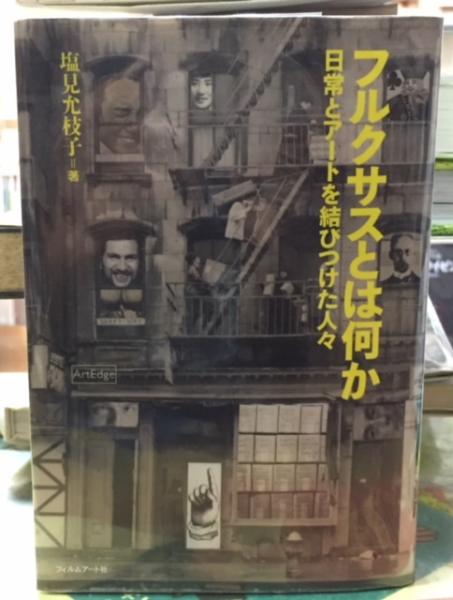 フルクサスとは何か
日常とアートを結びつけた人々
塩見允枝子=著
ArtEdge
フィルムアート社